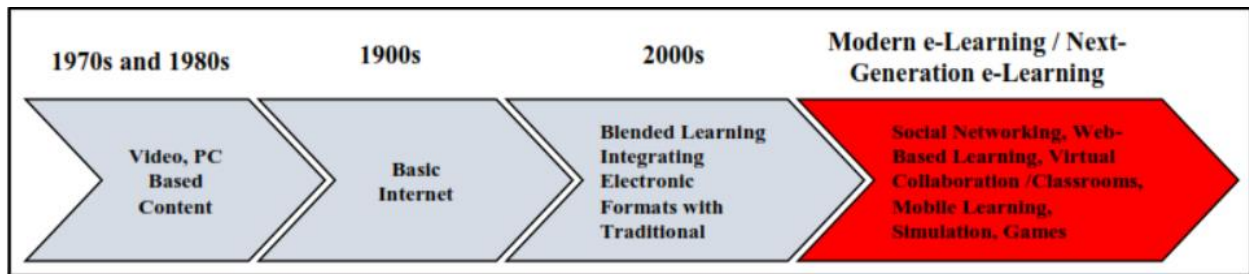 1970s and 1980s
1900s
2000s
Modern e-Learning / Next-
Generation e-Learning
Video, PC
Based
Content
Basic
Internet
Blended Learning
Integrating
Electronic
Formats with
Traditional
Social Networking, Web-
Based Learning, Virtual
Collaboration /Classrooms,
Mobile Learning,
Simulation, Games